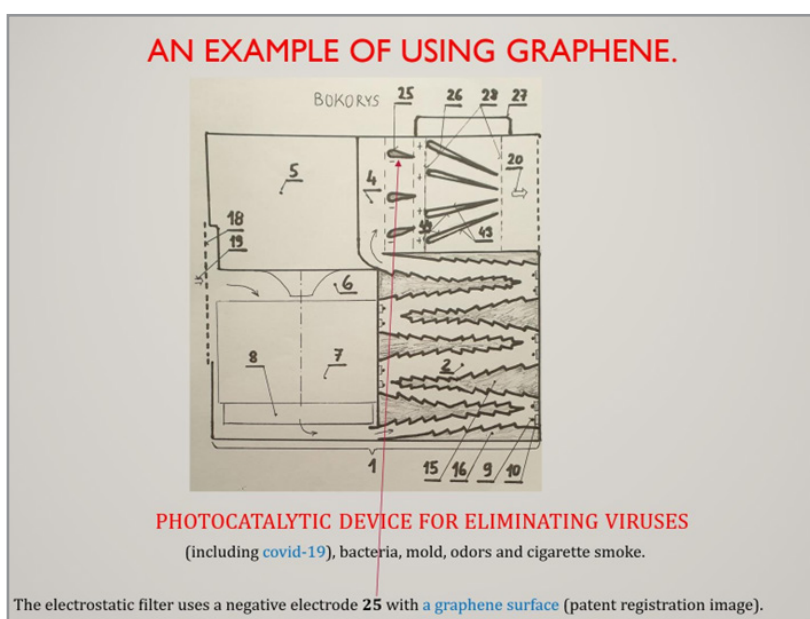 AN EXAMPLE OF USING GRAPHENE.
BOKORYS 25 26 28 27
5 4 20
18
19 43
6
8 7 2
1 15 16 9 10
PHOTOCATALYTIC DEVICE FOR ELIMINATING VIRUSES
(including covid-19), bacteria, mold, odors and cigarette smoke.
The electrostatic filter uses a negative electrode 25 with a graphene surface (patent registration image).